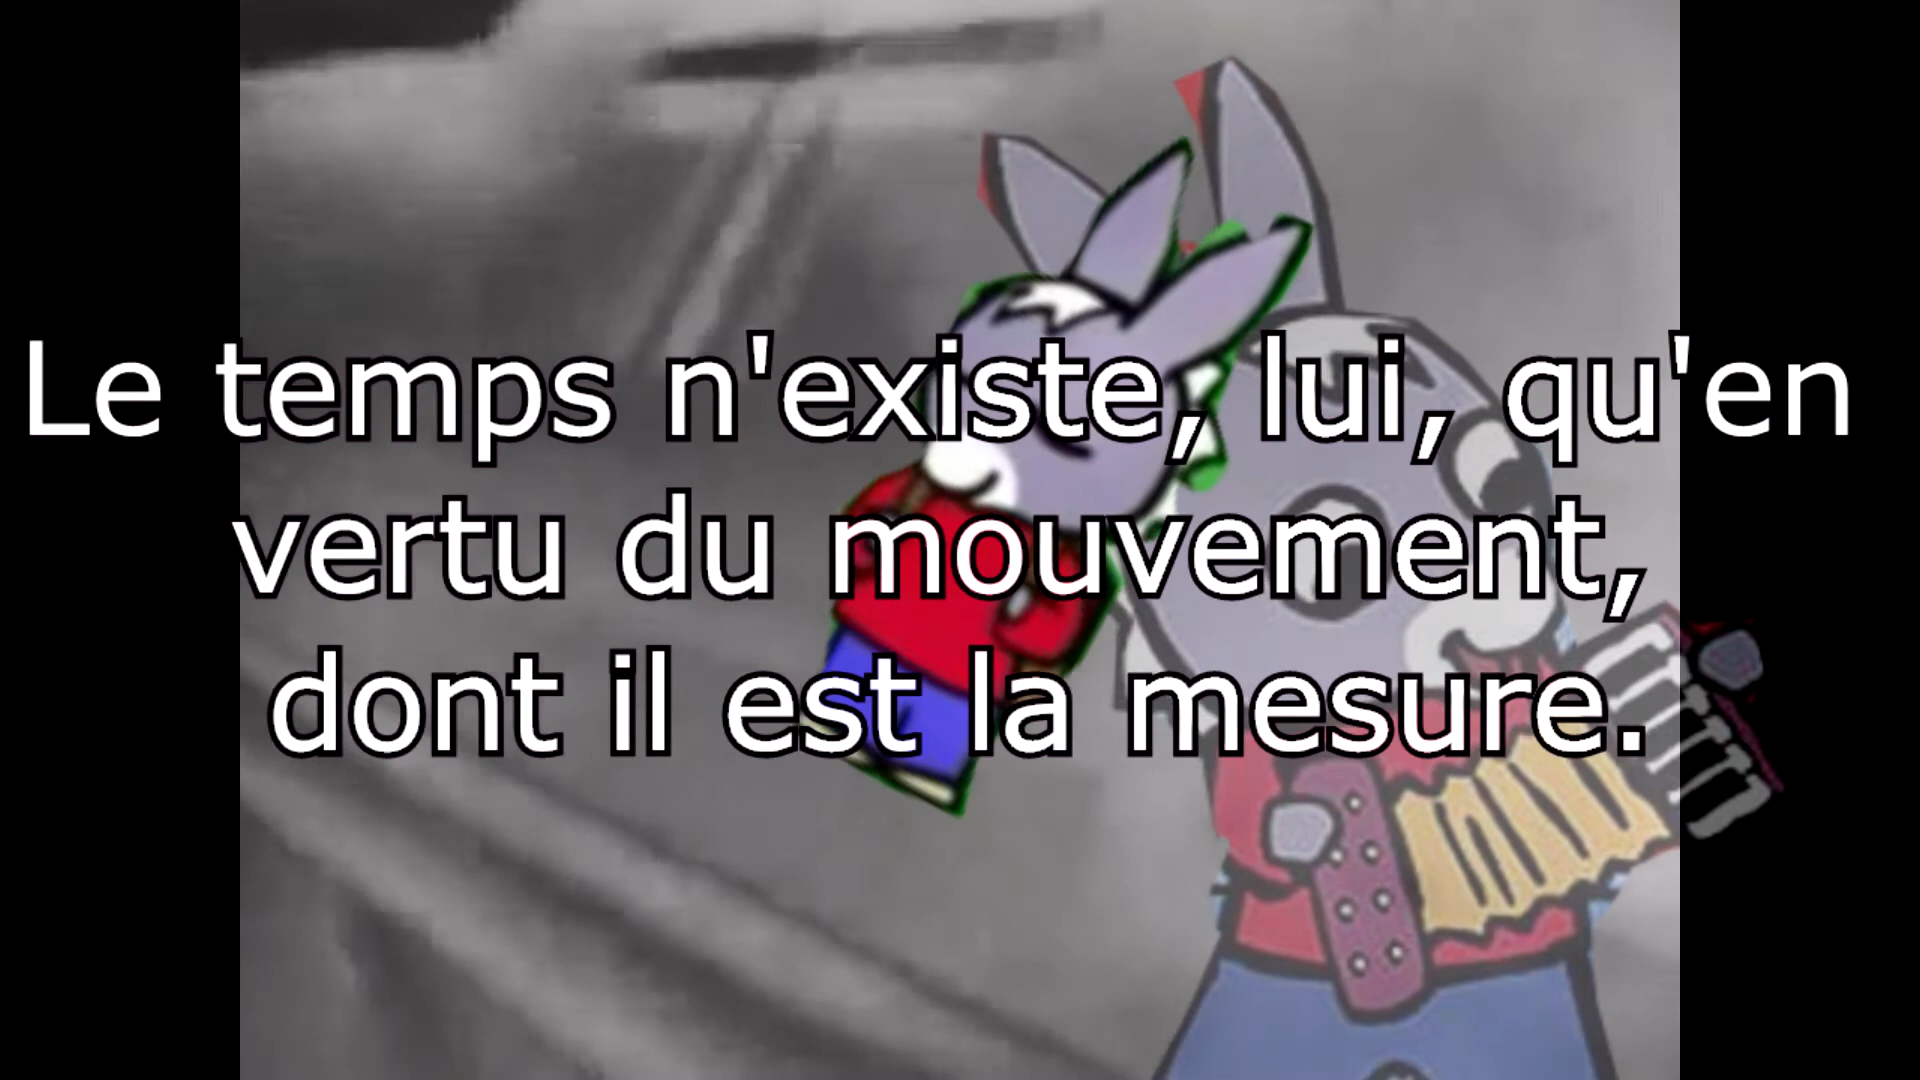 Le temps n'existe, lui, qu'en
vertu du mouvement,
dont il est la mesure.